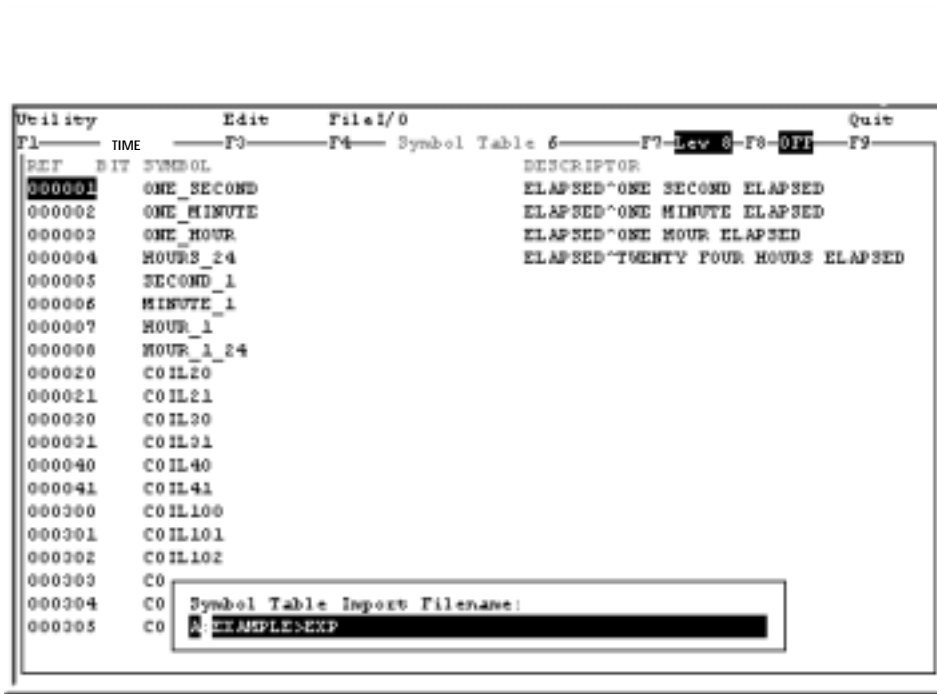 Utility Edit FileI/O Quit
F1 TIME F3 F4 Symbol Table 6 F7 Lev 8 F8 OFF F9
REF BIT SYMBOL DESCRIPTOR
000001 ONE_SECOND ELAPSED^ONE SECOND ELAPSED
000002 ONE_MINUTE ELAPSED^ONE MINUTE ELAPSED
000003 ONE_HOUR ELAPSED^ONE HOUR ELAPSED
000004 HOURS_24 ELAPSED^TWENTY FOUR HOURS ELAPSED
000005 SECOND_1
000006 MINUTE_1
000007 HOUR_1
000008 HOUR_1_24
000020 COIL20
000021 COIL21
000030 COIL30
000031 COIL31
000040 COIL40
000041 COIL41
000300 COIL100
000301 COIL101
000302 COIL102
000303 CO
000304 CO Symbol Table Import Filename:
000305 CO A:EXAMPLE>EXP